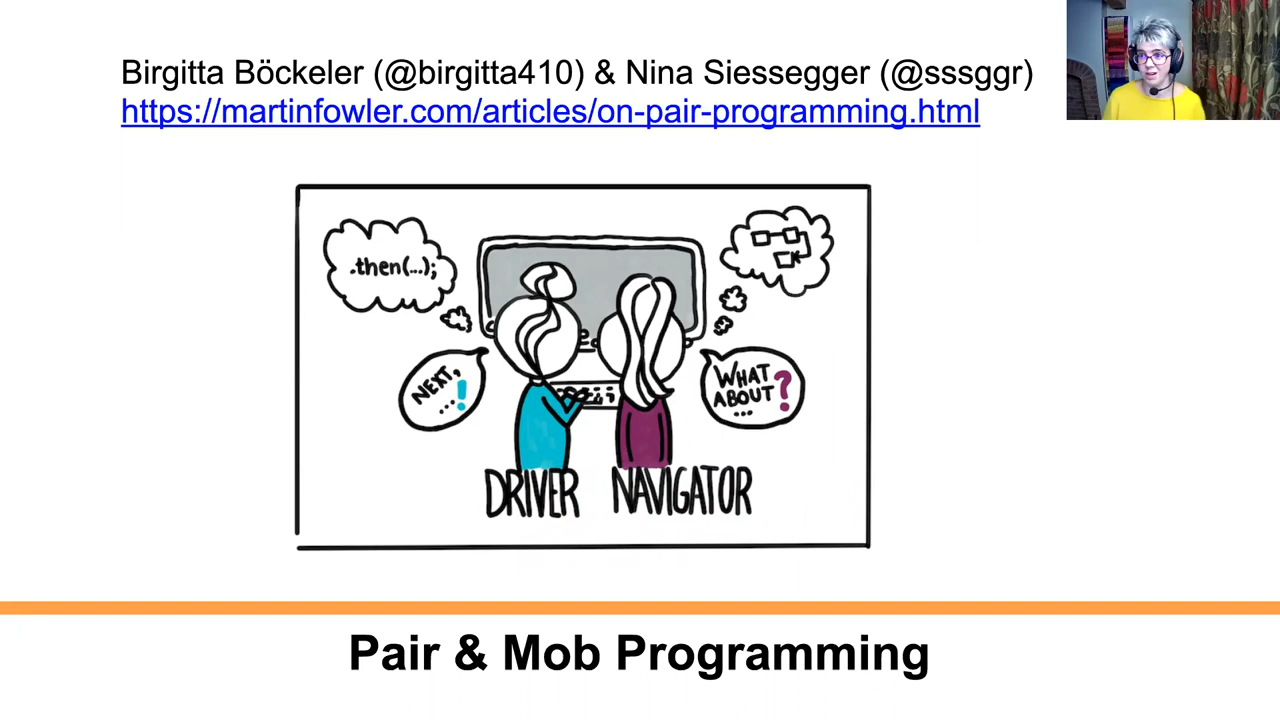 Birgitta Böckeler (@birgitta410) & Nina Siessegger (@sssggr)
https://martinfowler.com/articles/on-pair-programming.html
.then(...);
NEXT,
...!
WHAT
ABOUT ?
...
DRIVER NAVIGATOR
Pair & Mob Programming